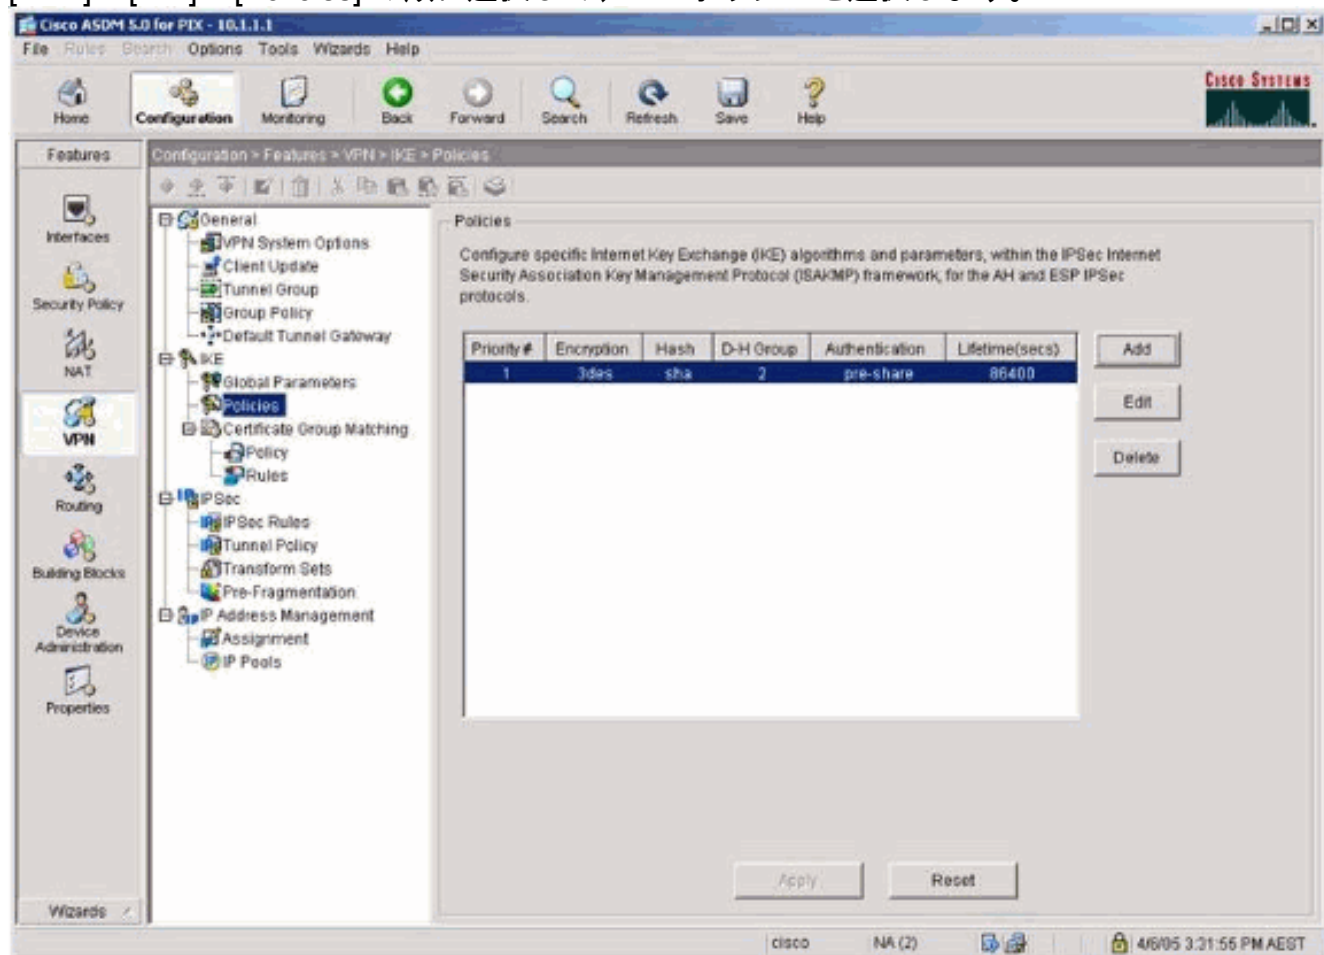 Cisco ASDM 5.0 for PIX - 10.1.1.1
File Rules Search Options Tools Wizards Help
Home Configuration Monitoring Back Forward Search Refresh Save Help
CISCO SYSTEMS
Features
Configuration > Features > VPN > IKE > Policies
Interfaces
Security Policy
NAT
VPN
Routing
Building Blocks
Device Administration
Properties
Wizards
General
VPN System Options
Client Update
Tunnel Group
Group Policy
Default Tunnel Gateway
IKE
Global Parameters
Policies
Certificate Group Matching
Policy
Rules
IPSec
IPSec Rules
Tunnel Policy
Transform Sets
Pre-Fragmentation
IP Address Management
Assignment
IP Pools
Policies
Configure specific Internet Key Exchange (IKE) algorithms and parameters, within the IPSec Internet
Security Association Key Management Protocol (ISAKMP) framework, for the AH and ESP IPSec
protocols.
Priority # Encryption Hash D-H Group Authentication Lifetime(secs)
1 3des sha 2 pre-share 86400
Add
Edit
Delete
Apply Reset
cisco NA (2) 4/6/05 3:31:56 PM AEST